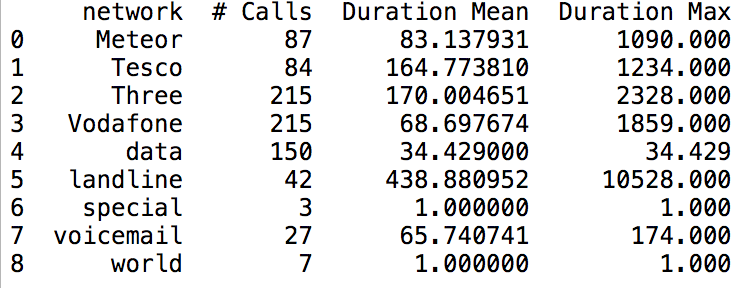 network # Calls Duration Mean Duration Max
0 Meteor 87 83.137931 1090.000
1 Tesco 84 164.773810 1234.000
2 Three 215 170.004651 2328.000
3 Vodafone 215 68.697674 1859.000
4 data 150 34.429000 34.429
5 landline 42 438.880952 10528.000
6 special 3 1.000000 1.000
7 voicemail 27 65.740741 174.000
8 world 7 1.000000 1.000